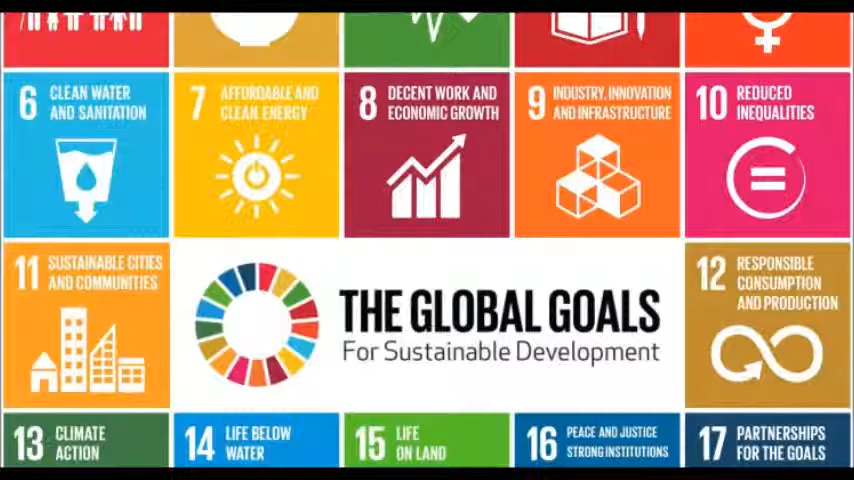 6 CLEAN WATER
AND SANITATION
7 AFFORDABLE AND
CLEAN ENERGY
8 DECENT WORK AND
ECONOMIC GROWTH
9 INDUSTRY, INNOVATION
AND INFRASTRUCTURE
10 REDUCED
INEQUALITIES
11 SUSTAINABLE CITIES
AND COMMUNITIES
THE GLOBAL GOALS
For Sustainable Development
12 RESPONSIBLE
CONSUMPTION
AND PRODUCTION
13 CLIMATE
ACTION
14 LIFE BELOW
WATER
15 LIFE
ON LAND
16 PEACE AND JUSTICE
STRONG INSTITUTIONS
17 PARTNERSHIPS
FOR THE GOALS